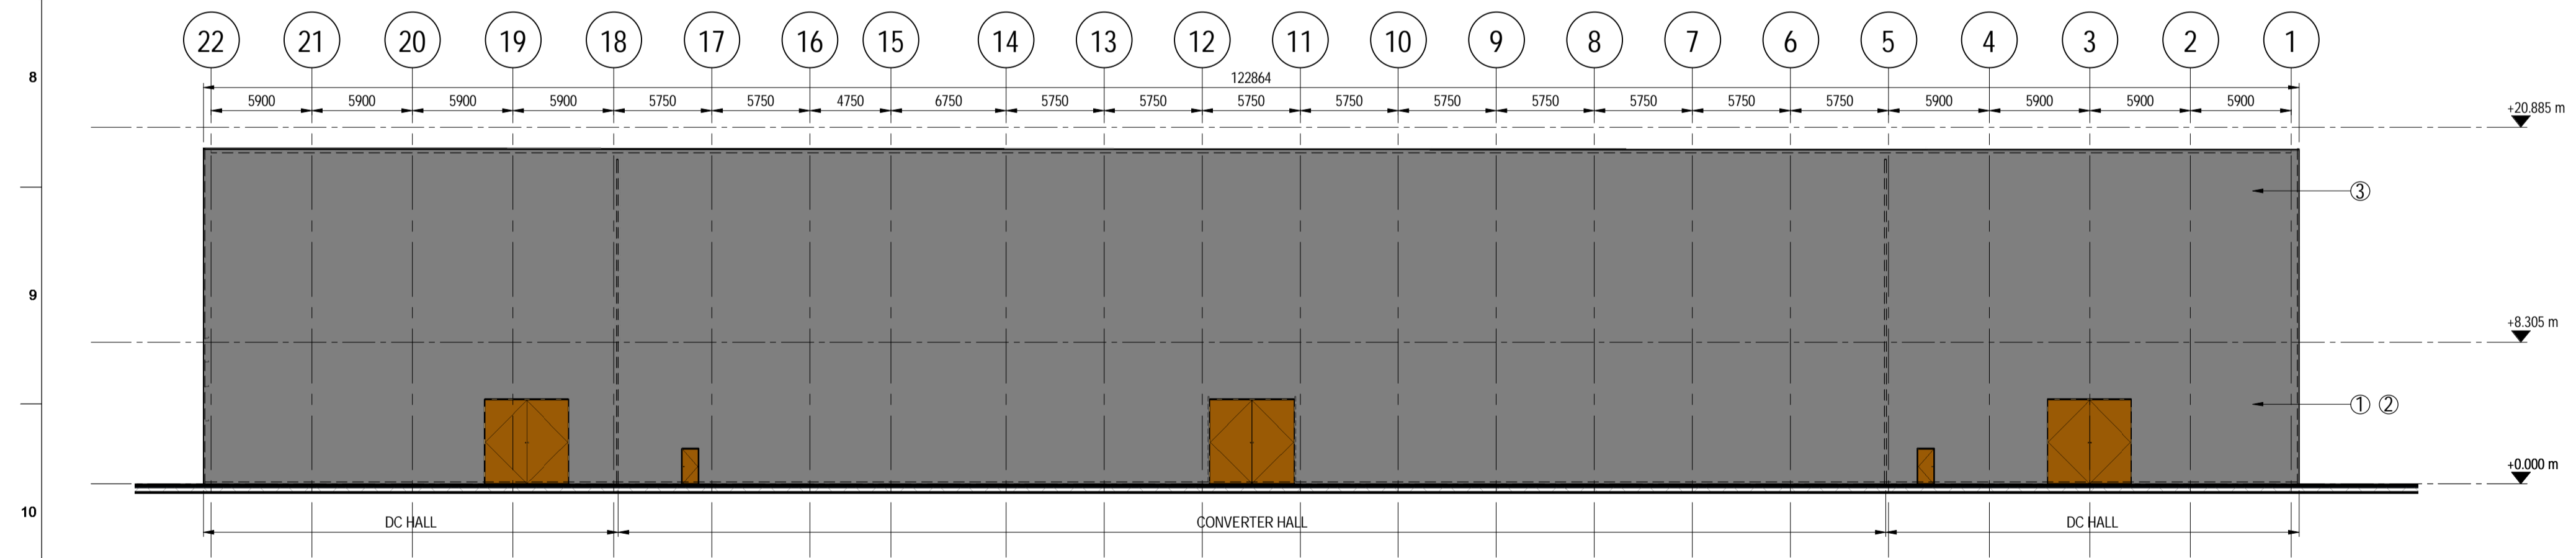 22 21 20 19 18 17 16 15 14 13 12 11 10 9 8 7 6 5 4 3 2 1
8
122864
5900 5900 5900 5900 5750 5750 4750 6750 5750 5750 5750 5750 5750 5750 5750 5750 5750 5900 5900 5900 5900
+20.885 m
3
9
+8.305 m
1 2
+0.000 m
10
DC HALL CONVERTER HALL DC HALL